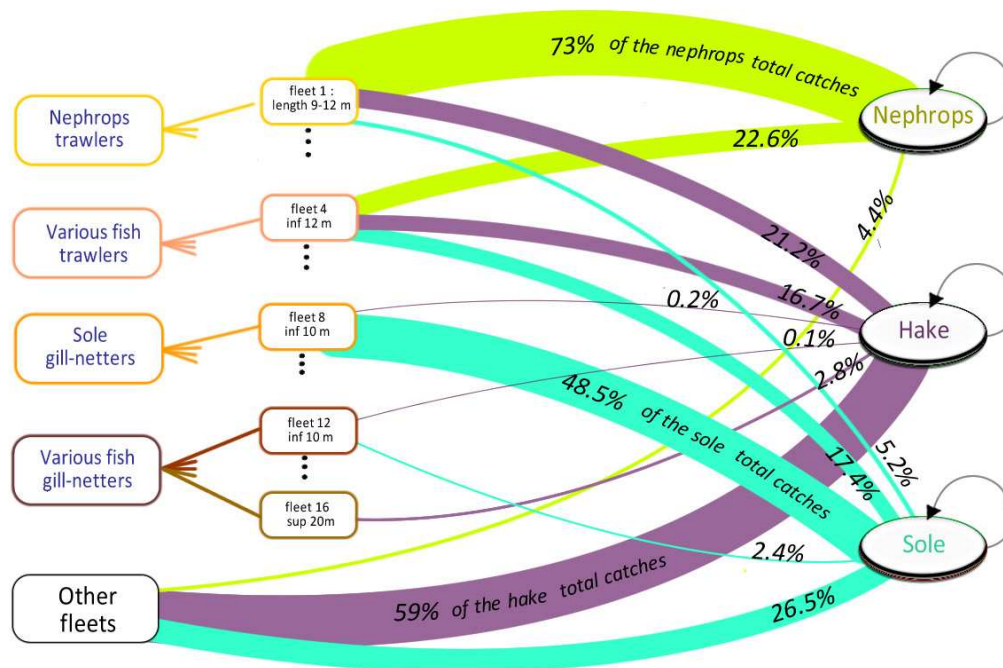 73% of the nephrops total catches
fleet 1 :
length 9-12 m
Nephrops
trawlers
Nephrops
22.6%
4.4%
fleet 4
inf 12 m
Various fish
trawlers
21.2%
16.7%
0.2%
fleet 8
inf 10 m
Sole
gill-netters
Hake
0.1%
2.8%
48.5% of the sole total catches
fleet 12
inf 10 m
Various fish
gill-netters
17.4%
5.2%
fleet 16
sup 20m
Sole
2.4%
Other
fleets
59% of the hake total catches
26.5%